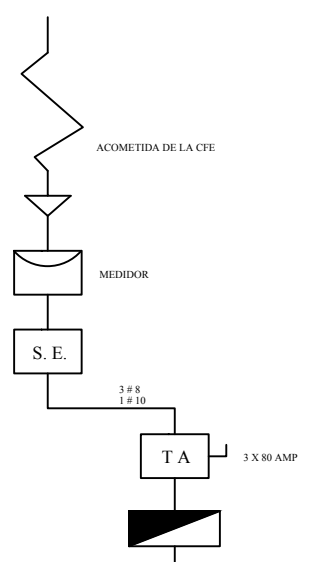 ACOMETIDA DE LA CFE
MEDIDOR
S. E.
3 # 8
1 # 10
T A
3 X 80 AMP